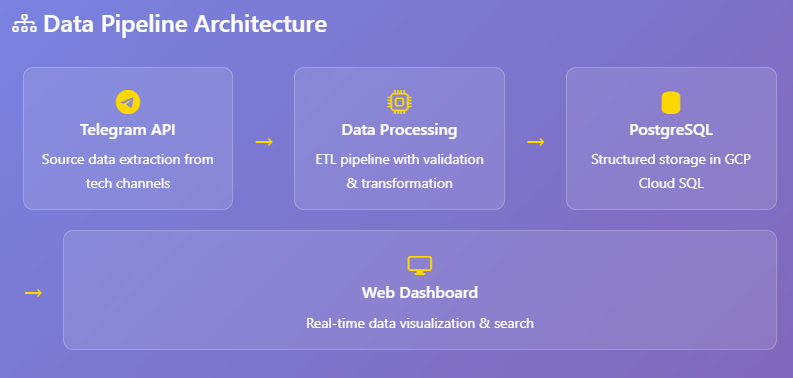 Data Pipeline Architecture
Telegram API
Source data extraction from
tech channels
→
Data Processing
ETL pipeline with validation
& transformation
→
PostgreSQL
Structured storage in GCP
Cloud SQL
→
Web Dashboard
Real-time data visualization & search